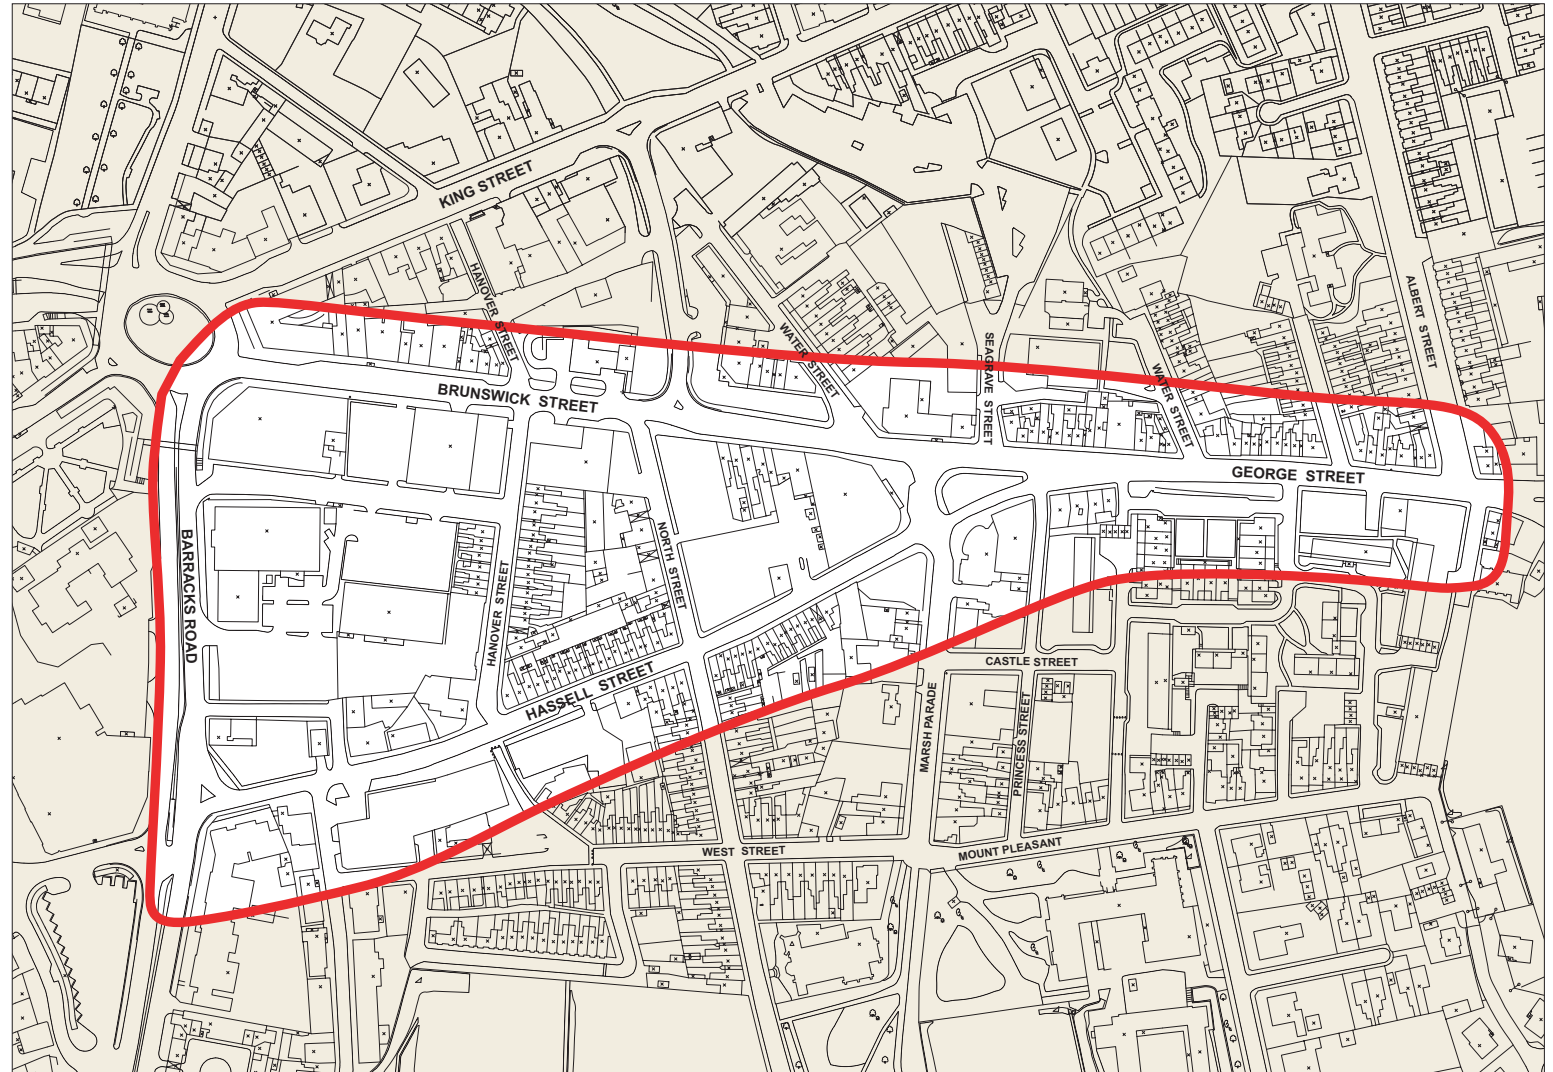 KING STREET
HANOVER STREET
WATER STREET
SEAGRAVE STREET
WATER STREET
ALBERT STREET
BRUNSWICK STREET
GEORGE STREET
BARRACKS ROAD
HANOVER STREET
NORTH STREET
HASSELL STREET
CASTLE STREET
MARSH PARADE
PRINCESS STREET
WEST STREET
MOUNT PLEASANT